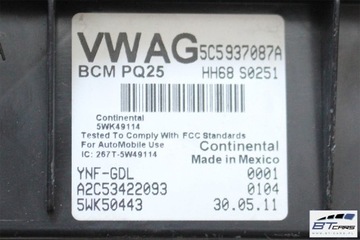 VWAG 5C5937087A
BCM PQ25 HH68 S0251
Continental
5WK49114
Tested To Comply With FCC Standards
For AutoMobile Use
IC: 267T-5W49114
Continental
Made in Mexico
YNF-GDL 0001
A2C53422093 0104
5WK50443 30.05.11
BTcars